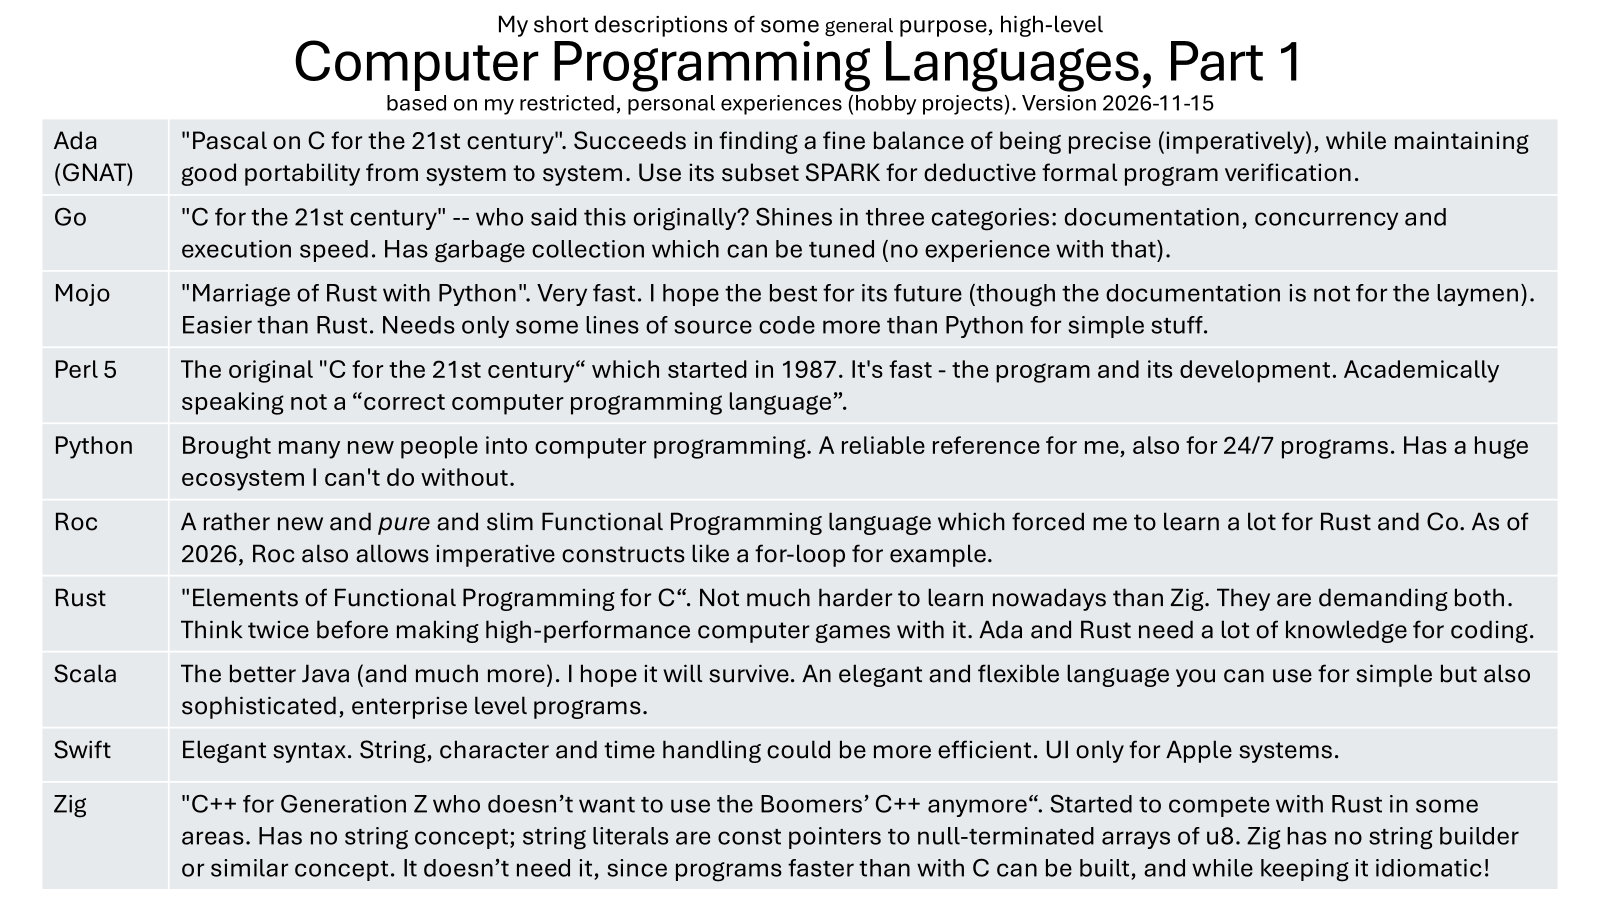 My short descriptions of some general purpose, high-level
Computer Programming Languages, Part 1
based on my restricted, personal experiences (hobby projects). Version 2026-11-15
Ada
(GNAT)
"Pascal on C for the 21st century". Succeeds in finding a fine balance of being precise (imperatively), while maintaining
good portability from system to system. Use its subset SPARK for deductive formal program verification.
Go
"C for the 21st century" -- who said this originally? Shines in three categories: documentation, concurrency and
execution speed. Has garbage collection which can be tuned (no experience with that).
Mojo
"Marriage of Rust with Python". Very fast. I hope the best for its future (though the documentation is not for the laymen).
Easier than Rust. Needs only some lines of source code more than Python for simple stuff.
Perl 5
The original "C for the 21st century“ which started in 1987. It's fast - the program and its development. Academically
speaking not a “correct computer programming language”.
Python
Brought many new people into computer programming. A reliable reference for me, also for 24/7 programs. Has a huge
ecosystem I can't do without.
Roc
A rather new and pure and slim Functional Programming language which forced me to learn a lot for Rust and Co. As of
2026, Roc also allows imperative constructs like a for-loop for example.
Rust
"Elements of Functional Programming for C“. Not much harder to learn nowadays than Zig. They are demanding both.
Think twice before making high-performance computer games with it. Ada and Rust need a lot of knowledge for coding.
Scala
The better Java (and much more). I hope it will survive. An elegant and flexible language you can use for simple but also
sophisticated, enterprise level programs.
Swift
Elegant syntax. String, character and time handling could be more efficient. UI only for Apple systems.
Zig
"C++ for Generation Z who doesn’t want to use the Boomers’ C++ anymore“. Started to compete with Rust in some
areas. Has no string concept; string literals are const pointers to null-terminated arrays of u8. Zig has no string builder
or similar concept. It doesn’t need it, since programs faster than with C can be built, and while keeping it idiomatic!